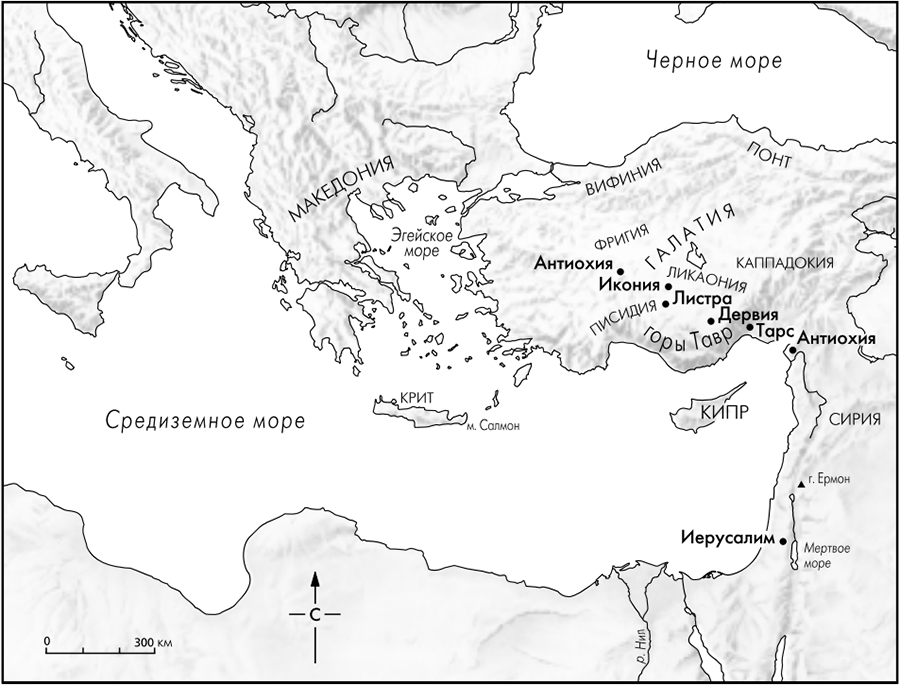 Черное море
ПОНТ
ВИФИНИЯ
МАКЕДОНИЯ
Эгейское
море
ФРИГИЯ
ГАЛАТИЯ
Антиохия
КАППАДОКИЯ
ЛИКАОНИЯ
Икония
Листра
ПИСИДИЯ
Дервия
горы Тавр
Тарс
Антиохия
КРИТ
м. Салмон
КИПР
СИРИЯ
Средиземное море
г. Ермон
Иерусалим
Мертвое
море
С
0 300 км
р. Нил